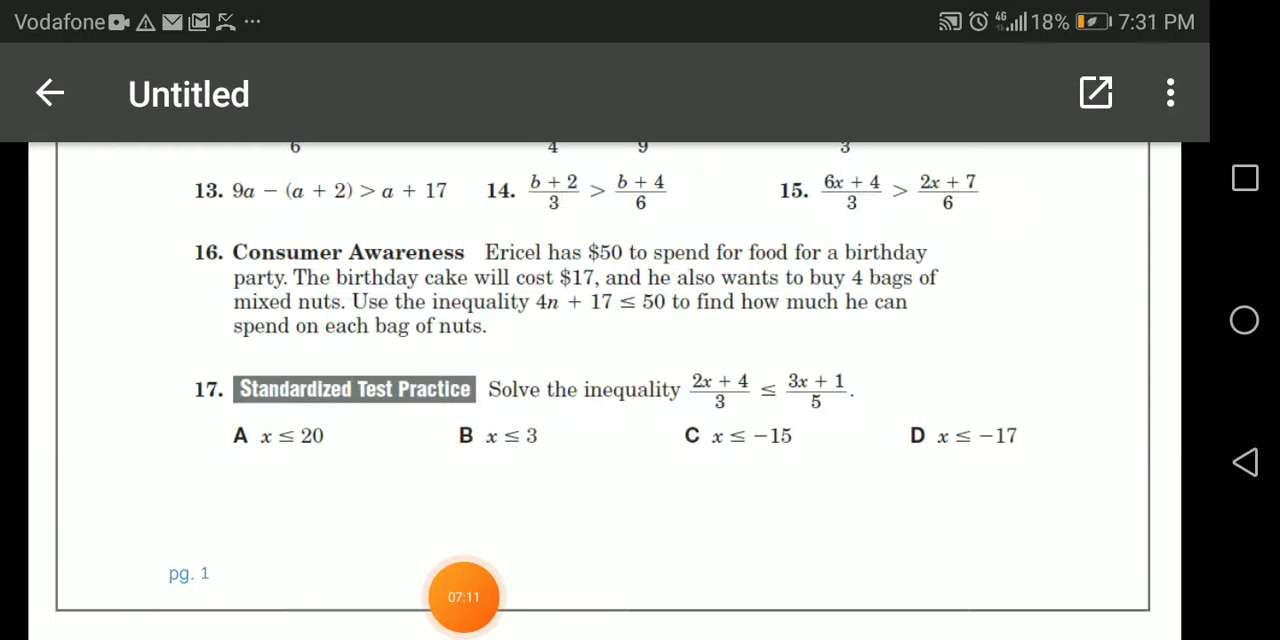 Vodafone ... 4G 18% 7:31 PM
Untitled
6 4 9 3
13. 9a − (a + 2) > a + 17 14. (b + 2)/3 > (b + 4)/6 15. (6x + 4)/3 > (2x + 7)/6
16. Consumer Awareness Ericel has $50 to spend for food for a birthday
party. The birthday cake will cost $17, and he also wants to buy 4 bags of
mixed nuts. Use the inequality 4n + 17 ≤ 50 to find how much he can
spend on each bag of nuts.
17. Standardized Test Practice Solve the inequality (2x + 4)/3 ≤ (3x + 1)/5.
A x ≤ 20 B x ≤ 3 C x ≤ −15 D x ≤ −17
pg. 1
07:11